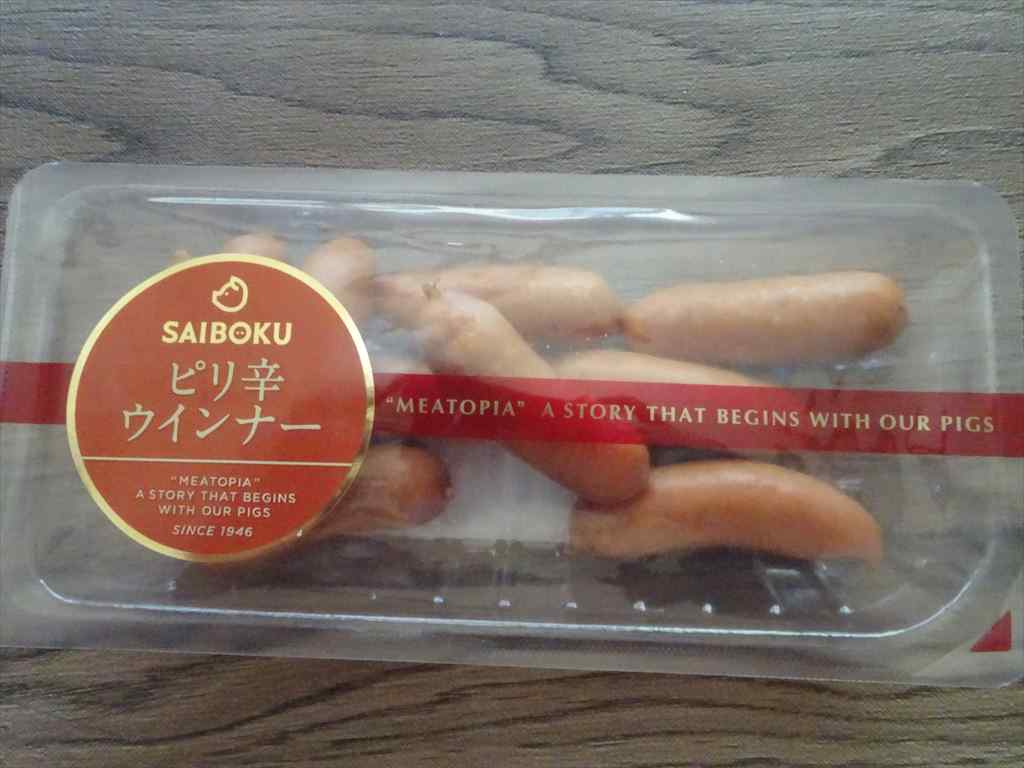 SAIBOKU
ピリ辛
ウインナー
"MEATOPIA"
A STORY THAT BEGINS
WITH OUR PIGS
SINCE 1946
"MEATOPIA" A STORY THAT BEGINS WITH OUR PIGS